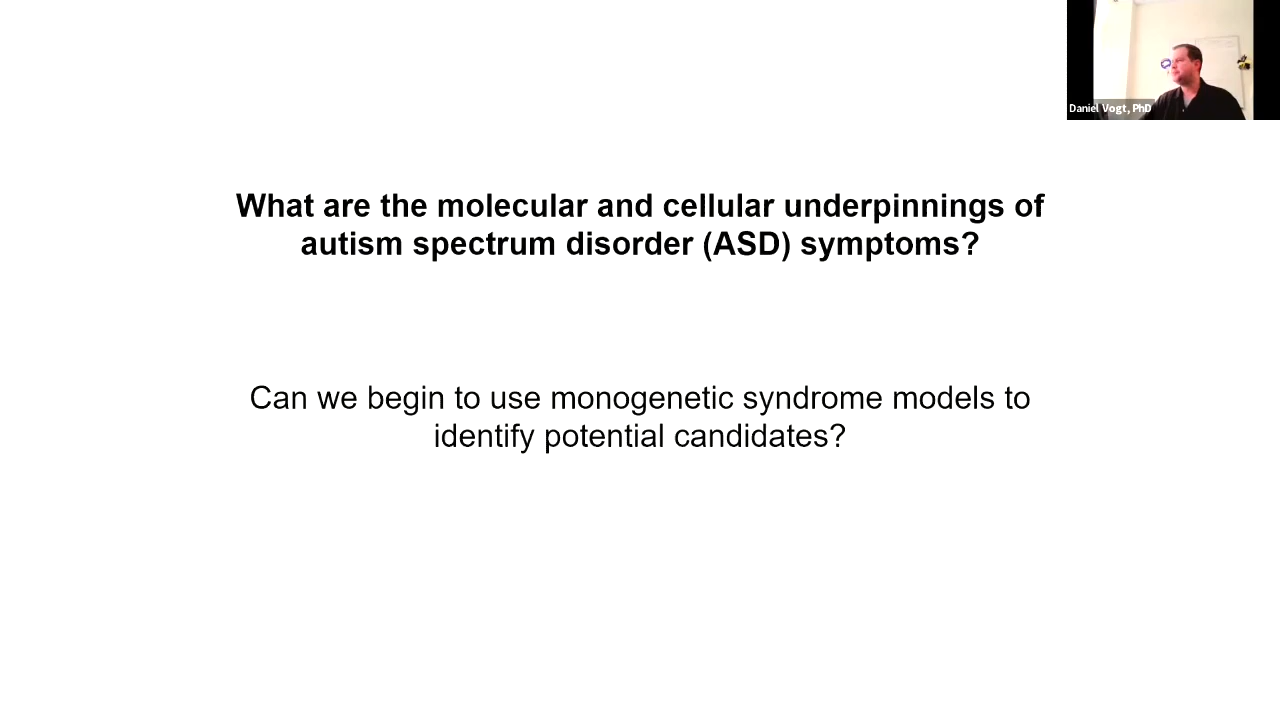 Daniel Vogt, PhD
What are the molecular and cellular underpinnings of
autism spectrum disorder (ASD) symptoms?
Can we begin to use monogenetic syndrome models to
identify potential candidates?